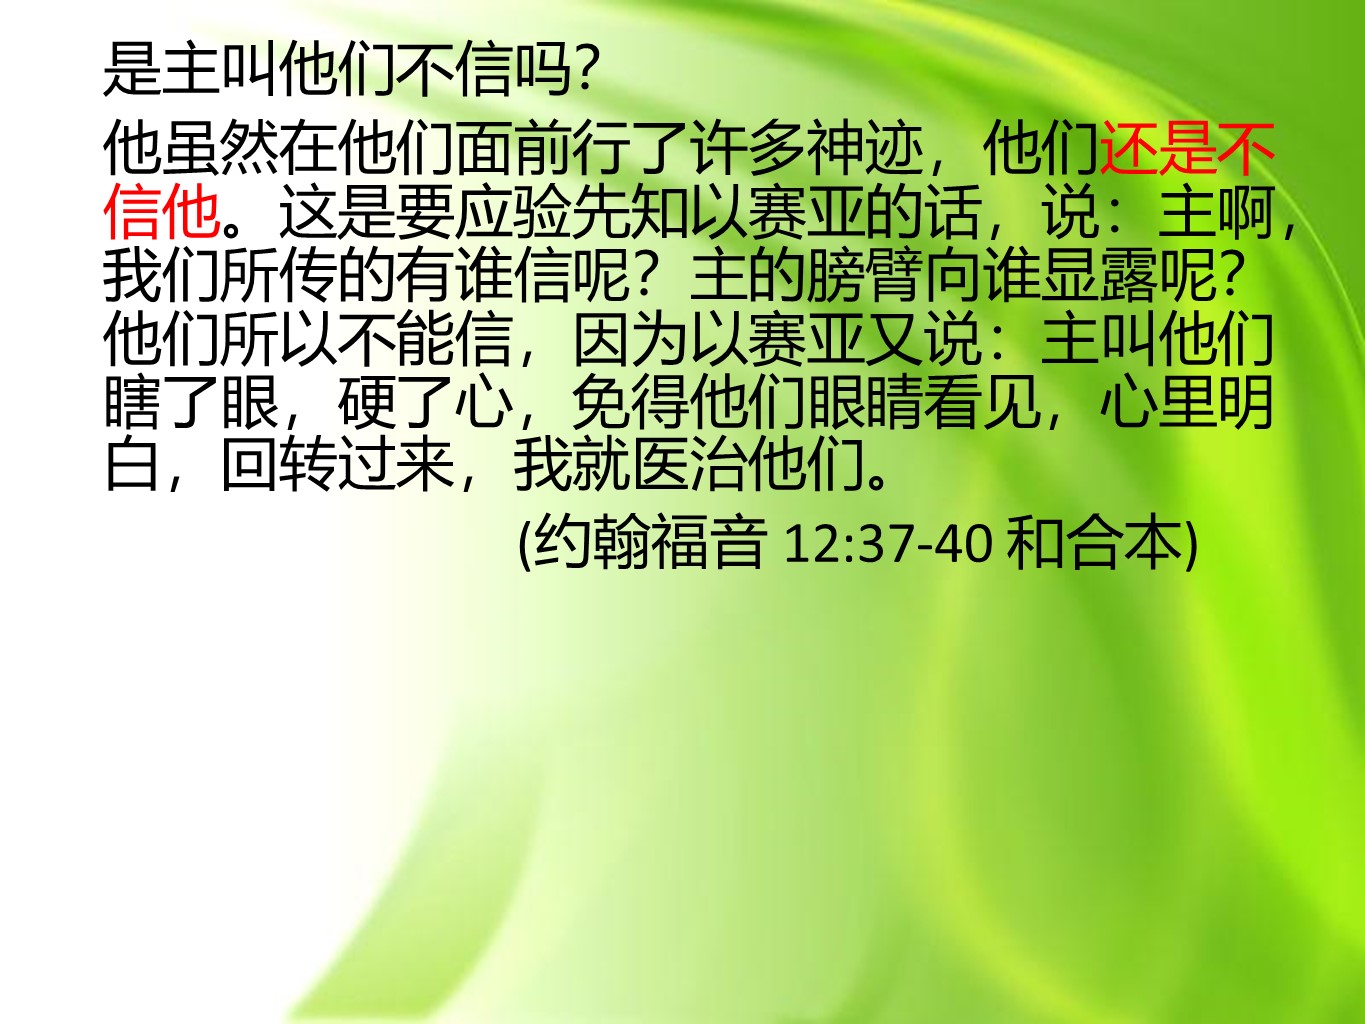 是主叫他们不信吗？
他虽然在他们面前行了许多神迹，他们还是不
信他。这是要应验先知以赛亚的话，说：主啊，
我们所传的有谁信呢？主的膀臂向谁显露呢？
他们所以不能信，因为以赛亚又说：主叫他们
瞎了眼，硬了心，免得他们眼睛看见，心里明
白，回转过来，我就医治他们。
(约翰福音 12:37-40 和合本)